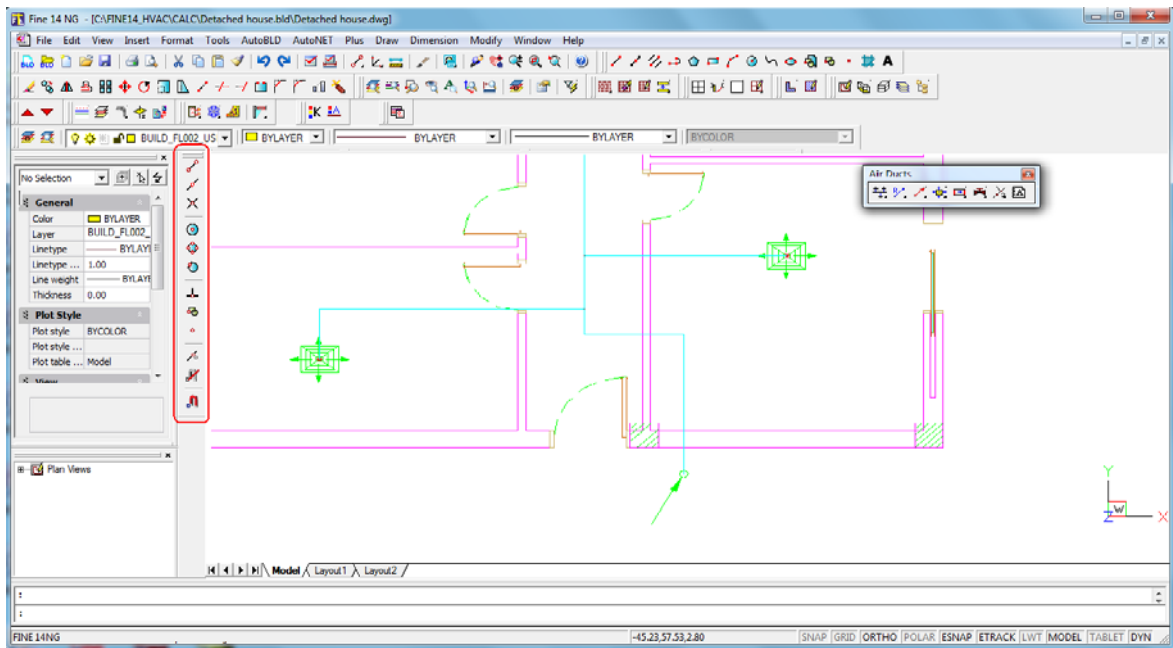 Fine 14 NG - [C:\FINE14_HVAC\CALC\Detached house.bld\Detached house.dwg]
File Edit View Insert Format Tools AutoBLD AutoNET Plus Draw Dimension Modify Window Help
BUILD_FL002_US BYLAYER BYLAYER BYLAYER BYCOLOR
No Selection
Air Ducts
General
Color BYLAYER
Layer BUILD_FL002_
Linetype BYLAYE
Linetype ... 1.00
Line weight BYLAYE
Thickness 0.00
Plot Style
Plot style BYCOLOR
Plot style ...
Plot table ... Model
View
Plan Views
Y
W
Z X
Model Layout1 Layout2
:
:
FINE 14NG -45.23,57.53,2.80 SNAP GRID ORTHO POLAR ESNAP ETRACK LWT MODEL TABLET DYN